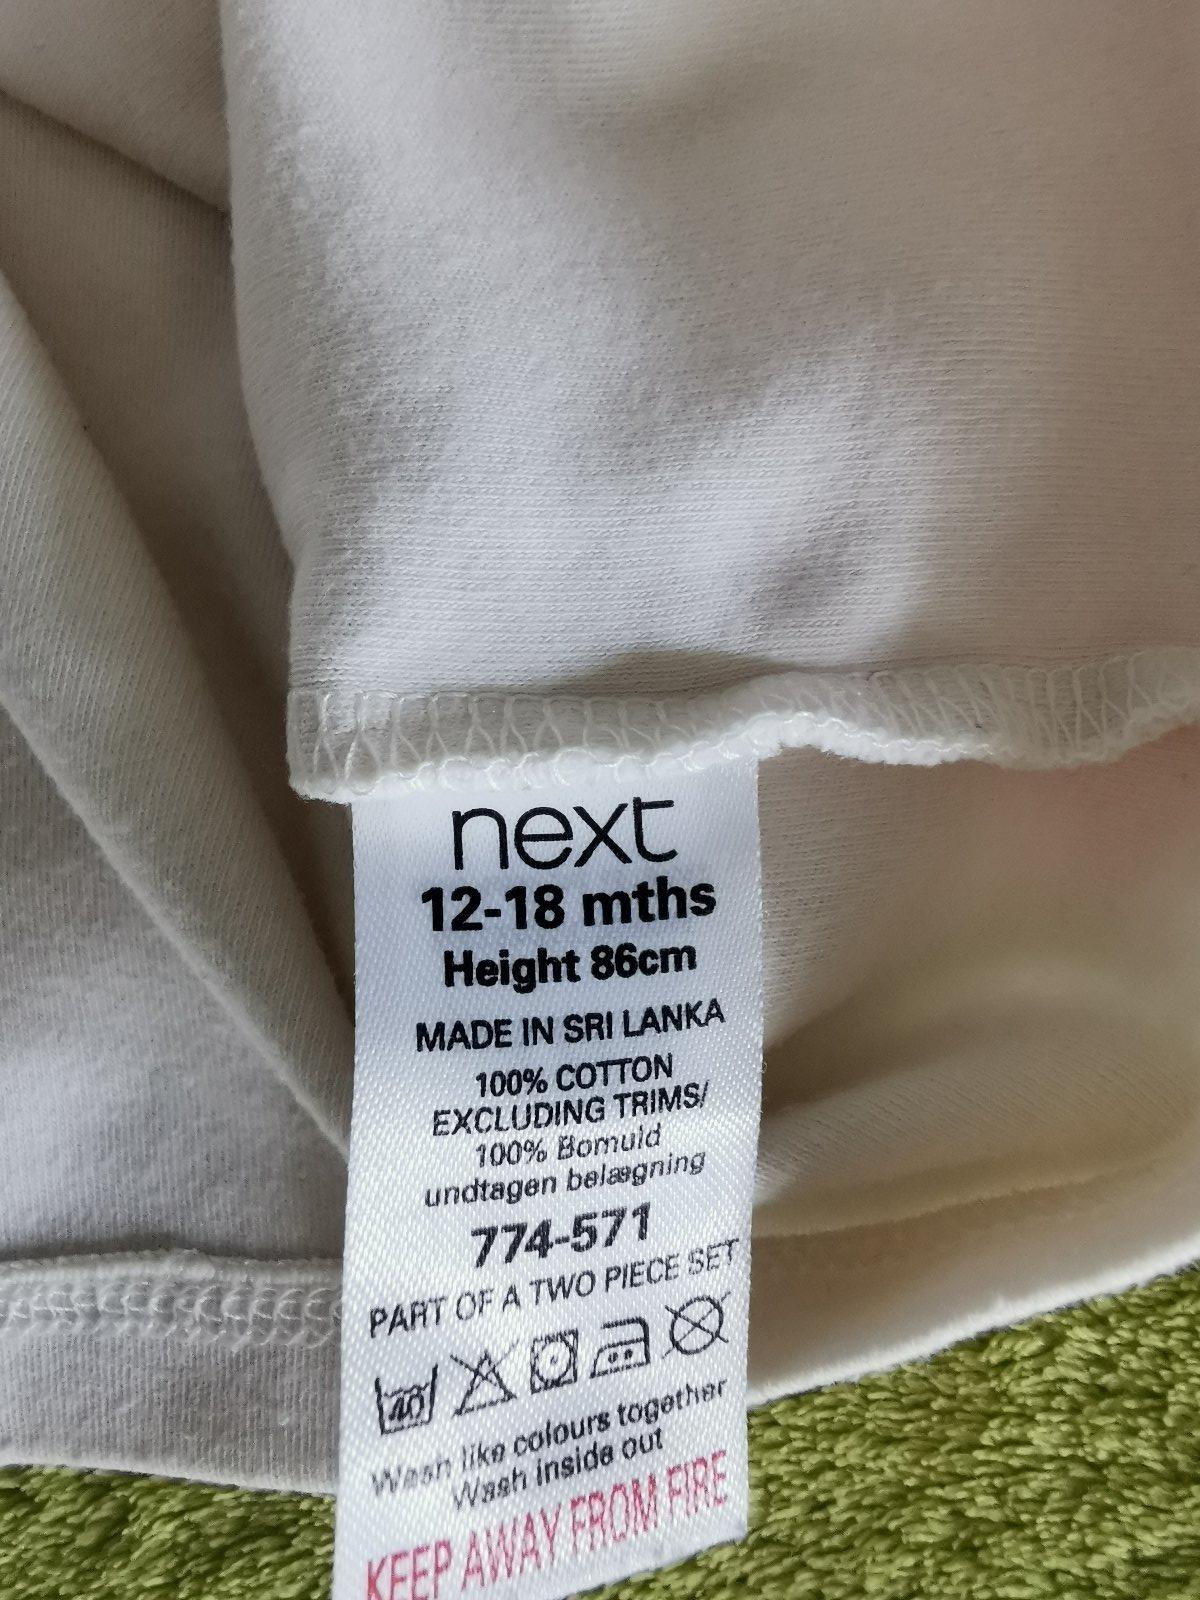 next
12-18 mths
Height 86cm
MADE IN SRI LANKA
100% COTTON
EXCLUDING TRIMS/
100% Bomuld
undtagen belægning
774-571
PART OF A TWO PIECE SET
40
Wash like colours together
Wash inside out
KEEP AWAY FROM FIRE